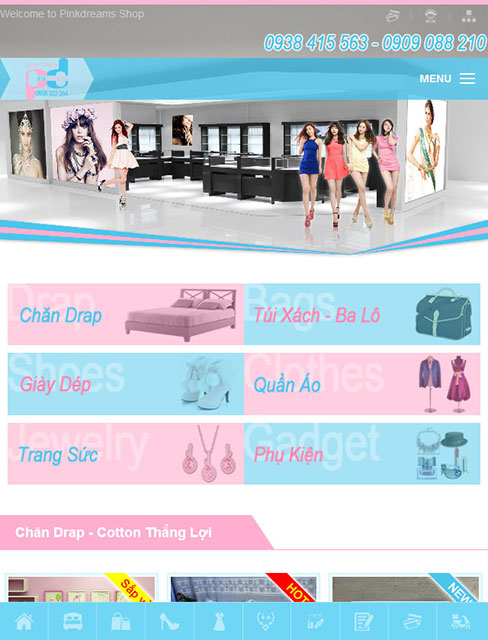 Welcome to Pinkdreams Shop
0938 415 563 - 0909 088 210
MENU
Drap
Chăn Drap
Bags
Túi Xách - Ba Lô
Shoes
Giày Dép
Clothes
Quần Áo
Jewelry
Trang Sức
Gadget
Phụ Kiện
Chăn Drap - Cotton Thắng Lợi
HOT
NEW